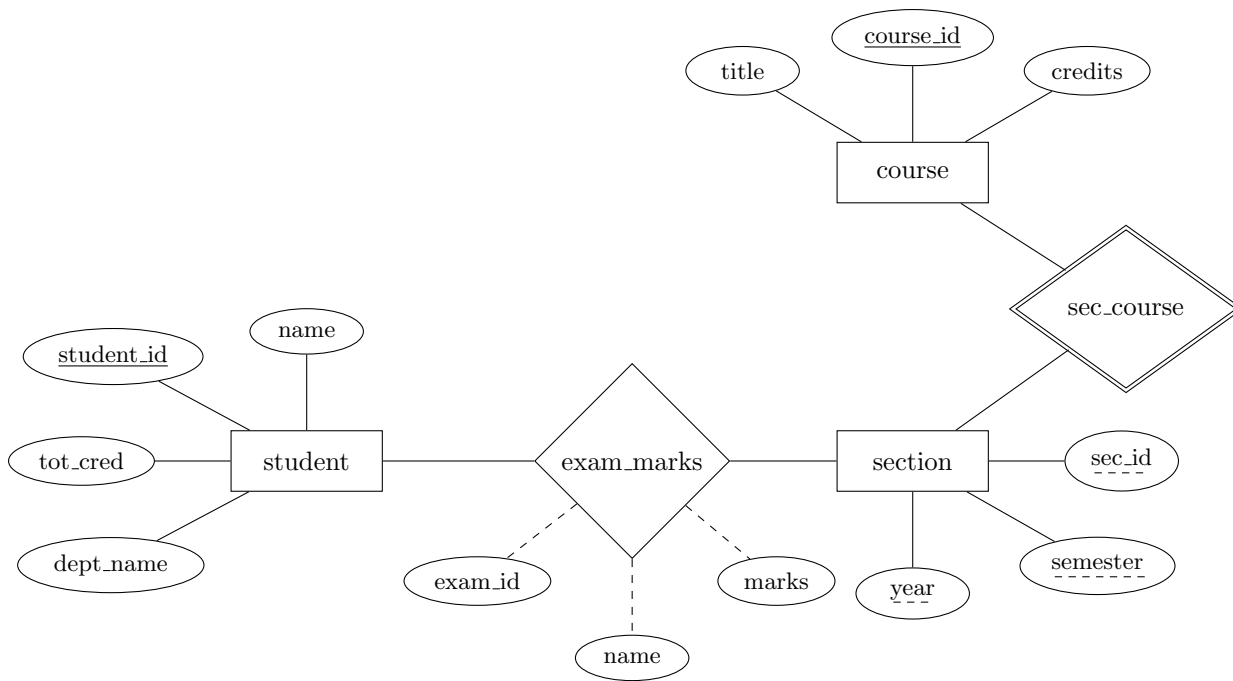 course_id
title
credits
course
sec_course
name
student_id
tot_cred
student
exam_marks
section
sec_id
dept_name
exam_id
marks
year
semester
name